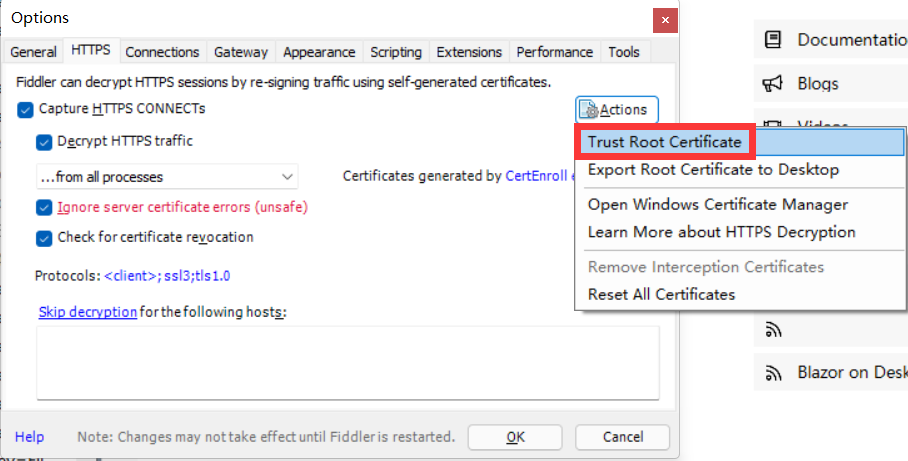 Options
General HTTPS Connections Gateway Appearance Scripting Extensions Performance Tools
Fiddler can decrypt HTTPS sessions by re-signing traffic using self-generated certificates.
Capture HTTPS CONNECTs
Actions
Decrypt HTTPS traffic
...from all processes
Certificates generated by CertEnroll
Ignore server certificate errors (unsafe)
Check for certificate revocation
Protocols: <client>;ssl3;tls1.0
Skip decryption for the following hosts:
Help
Note: Changes may not take effect until Fiddler is restarted.
OK
Cancel
Trust Root Certificate
Export Root Certificate to Desktop
Open Windows Certificate Manager
Learn More about HTTPS Decryption
Remove Interception Certificates
Reset All Certificates
Documentatio
Blogs
Videos
Blazor on Desk